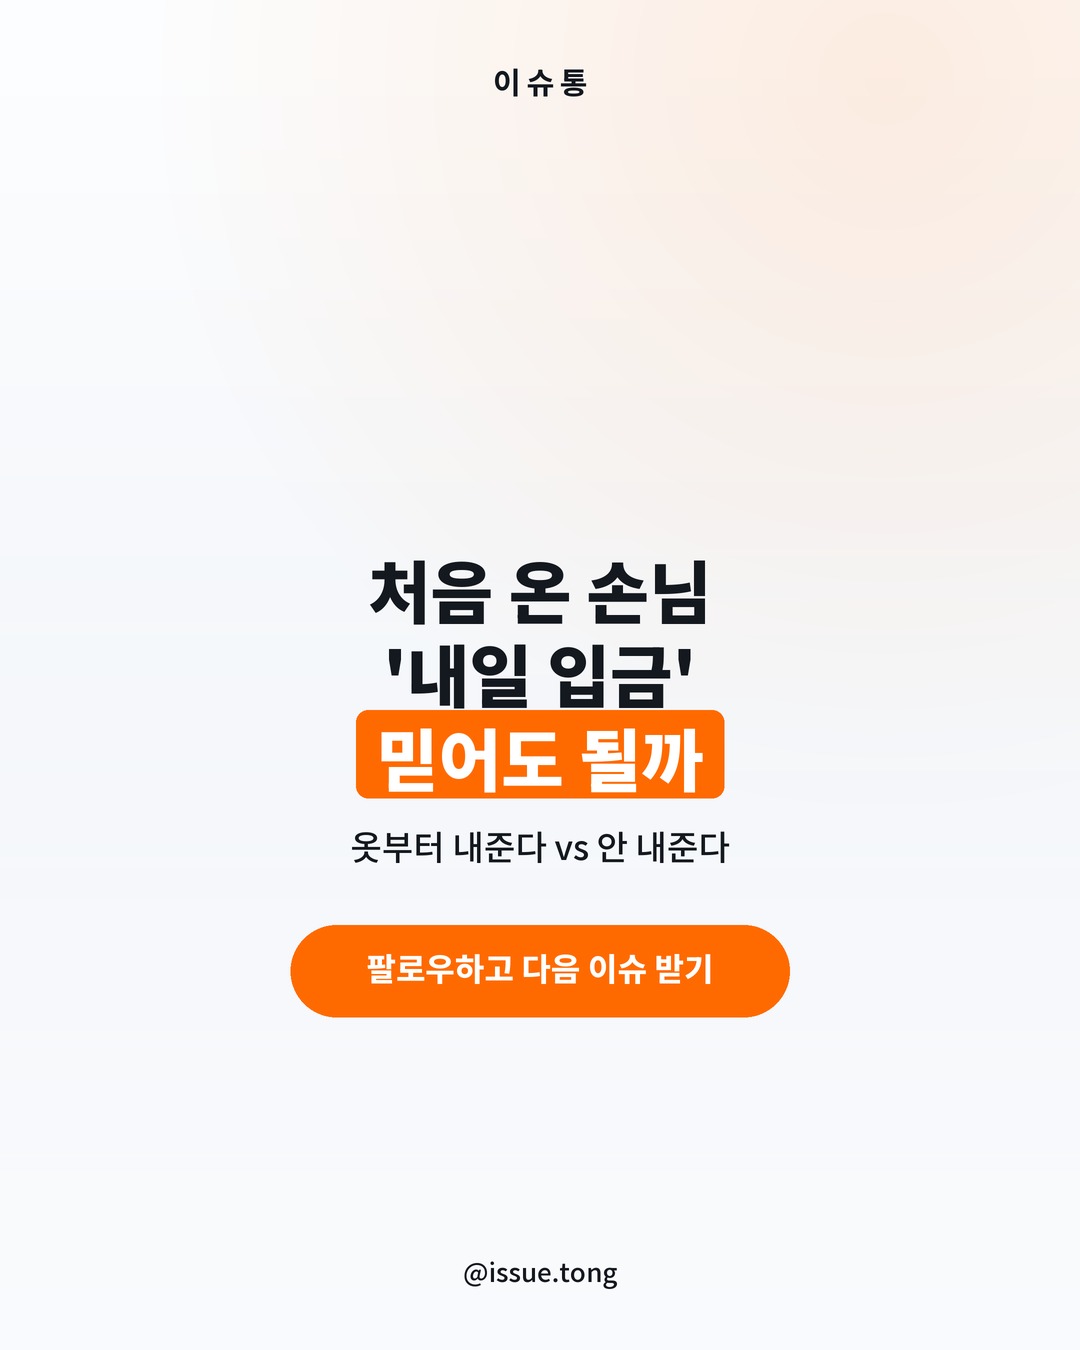 이슈통
처음 온 손님
'내일 입금'
믿어도 될까
옷부터 내준다 vs 안 내준다
팔로우하고 다음 이슈 받기
@issue.tong